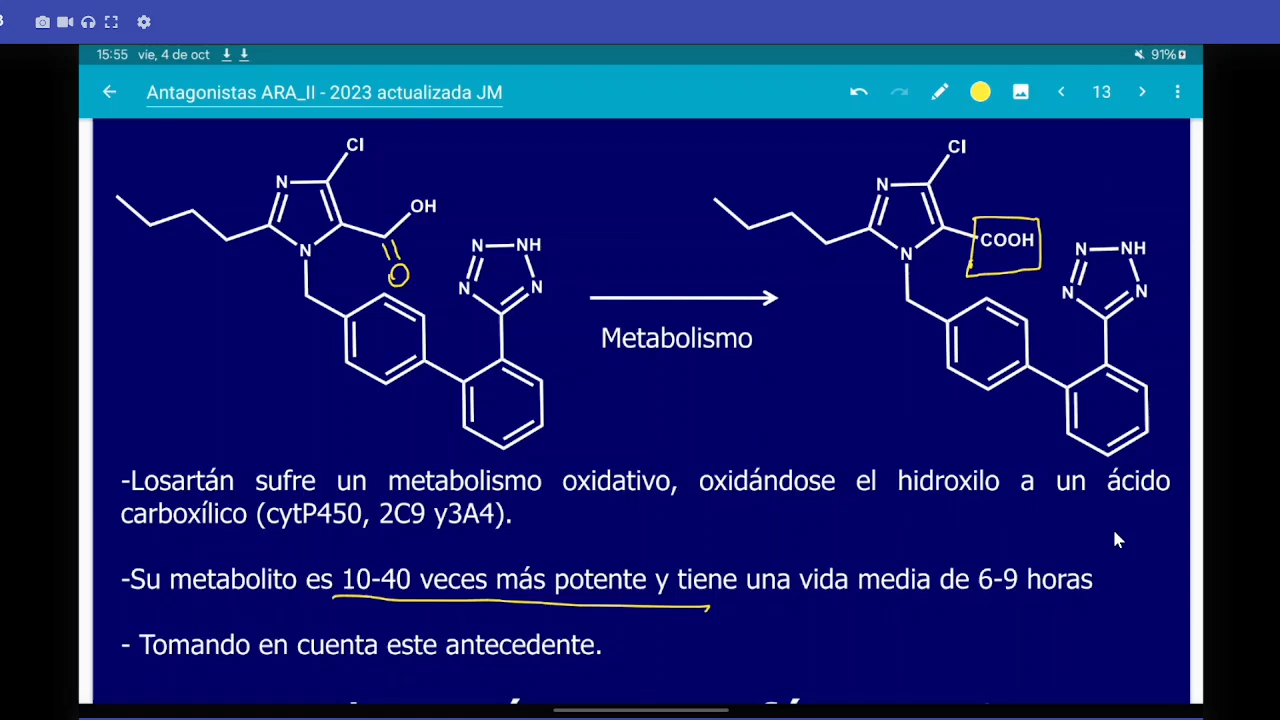 3
15:55 vie, 4 de oct 91%
Antagonistas ARA_II - 2023 actualizada JM 13
Cl
N
OH
N
O
N
NH
N
N
Metabolismo
Cl
N
COOH
N
N
NH
N
N
-Losartán sufre un metabolismo oxidativo, oxidándose el hidroxilo a un ácido
carboxílico (cytP450, 2C9 y3A4).
-Su metabolito es 10-40 veces más potente y tiene una vida media de 6-9 horas
- Tomando en cuenta este antecedente.